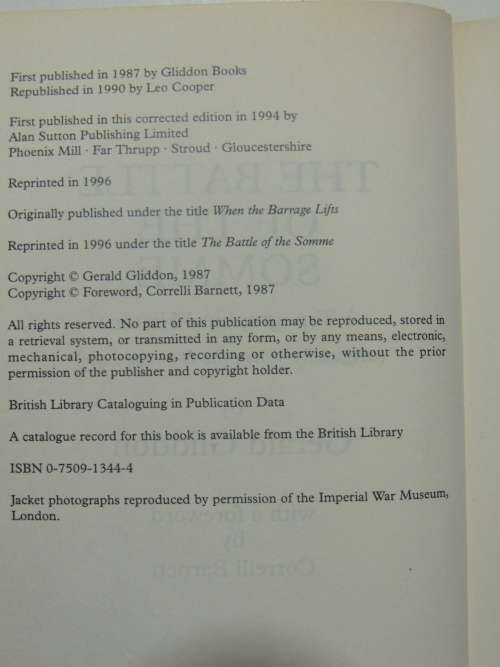 First published in 1987 by Gliddon Books
Republished in 1990 by Leo Cooper
First published in this corrected edition in 1994 by
Alan Sutton Publishing Limited
Phoenix Mill · Far Thrupp · Stroud · Gloucestershire
Reprinted in 1996
Originally published under the title When the Barrage Lifts
Reprinted in 1996 under the title The Battle of the Somme
Copyright © Gerald Gliddon, 1987
Copyright © Foreword, Correlli Barnett, 1987
All rights reserved. No part of this publication may be reproduced, stored in
a retrieval system, or transmitted in any form, or by any means, electronic,
mechanical, photocopying, recording or otherwise, without the prior
permission of the publisher and copyright holder.
British Library Cataloguing in Publication Data
A catalogue record for this book is available from the British Library
ISBN 0-7509-1344-4
Jacket photographs reproduced by permission of the Imperial War Museum,
London.